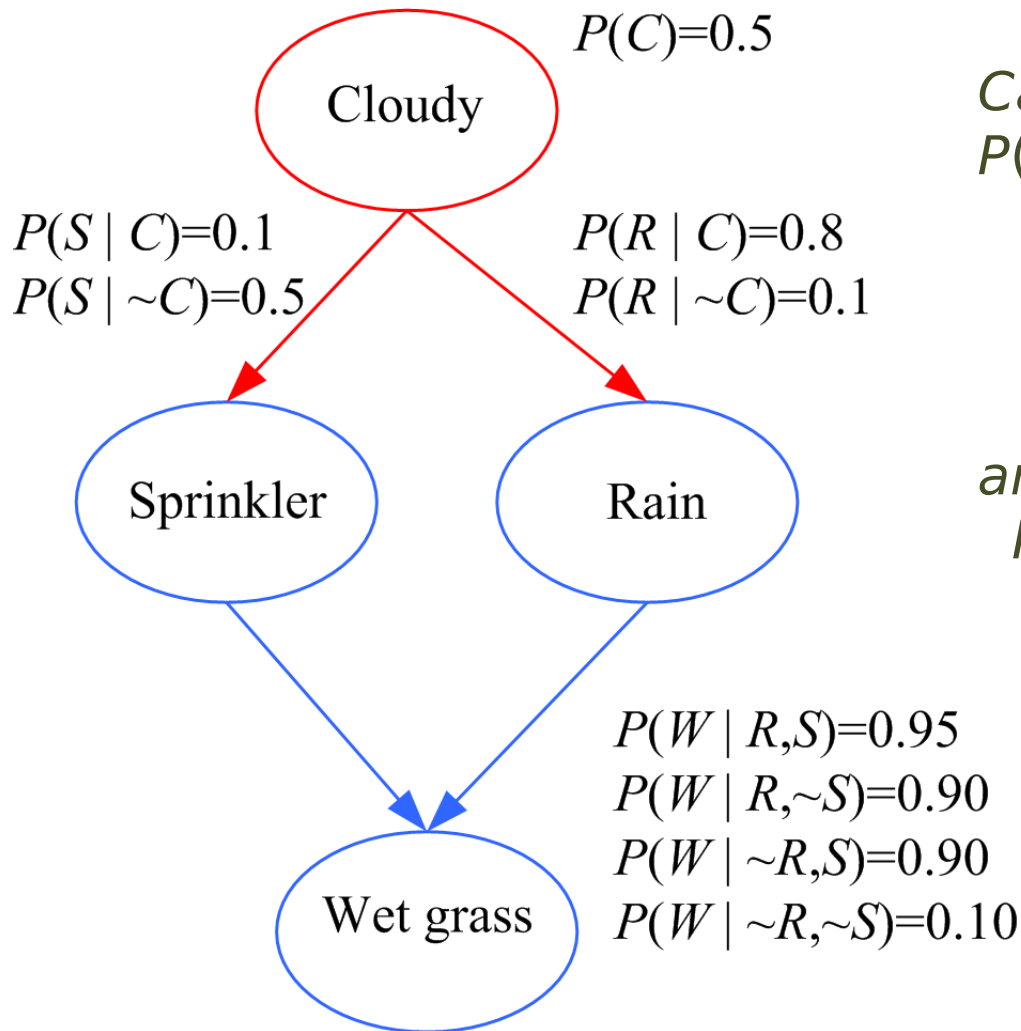 P(C)=0.5
Cloudy
P(
P(S | C)=0.1
P(S | ~C)=0.5
P(R | C)=0.8
P(R | ~C)=0.1
Sprinkler
Rain
P(W | R,S)=0.95
P(W | R,~S)=0.90
P(W | ~R,S)=0.90
P(W | ~R,~S)=0.10
Wet grass